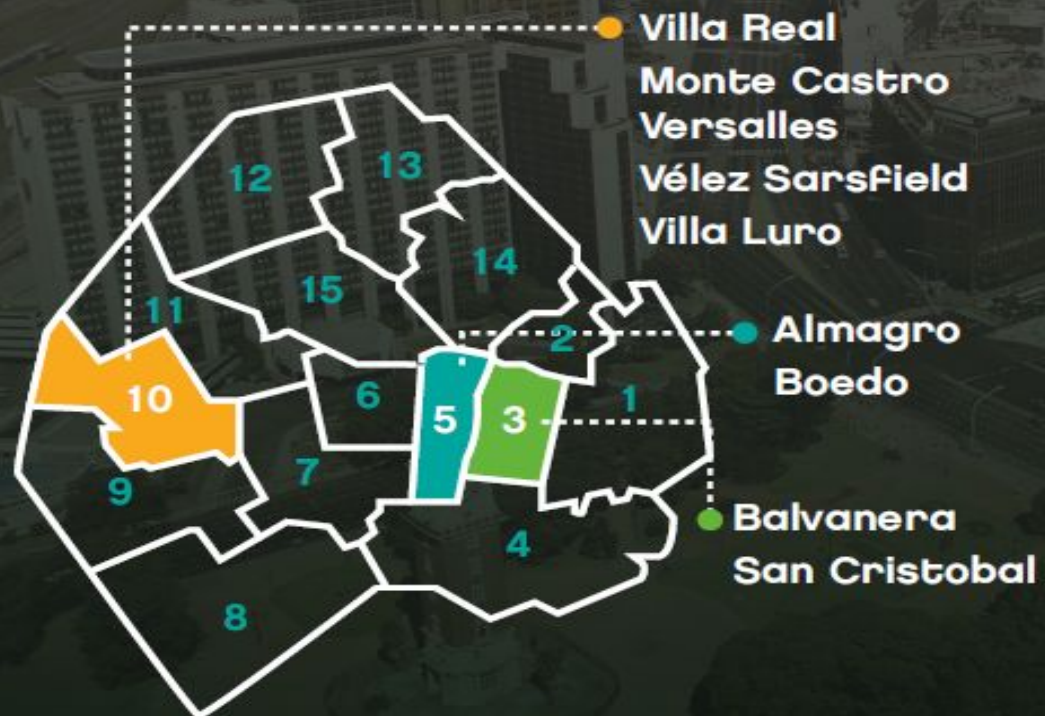 Villa Real
Monte Castro
Versalles
Vélez Sarsfield
Villa Luro
12
13
14
15
11
2
Almagro
Boedo
10
6
5
3
1
9
7
4
Balvanera
San Cristobal
8